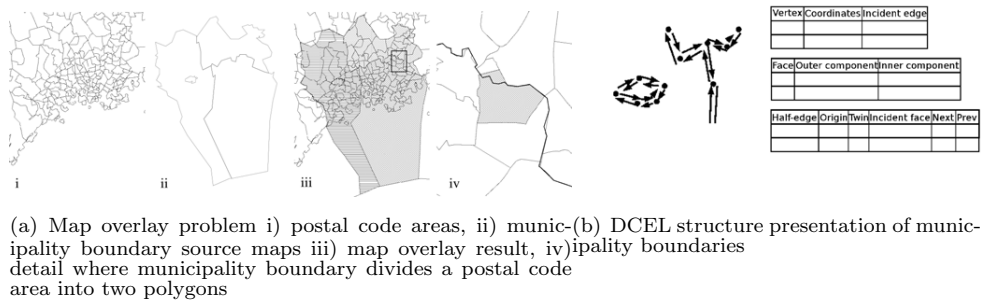 Vertex Coordinates Incident edge
Face Outer component Inner component
Half-edge Origin Twin Incident face Next Prev
i ii iii iv
(a) Map overlay problem i) postal code areas, ii) munic-
ipality boundary source maps iii) map overlay result, iv)
detail where municipality boundary divides a postal code
area into two polygons
(b) DCEL structure presentation of munic-
ipality boundaries